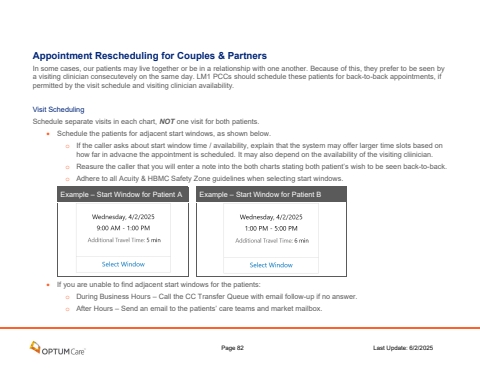 Appointment Rescheduling for Couples & Partners
In some cases, our patients may live together or be in a relationship with one another. Because of this, they prefer to be seen by
a visiting clinician consecutively on the same day. LM1 PCCs should schedule these patients for back-to-back appointments, if
permitted by the visit schedule and visiting clinician availability.
Visit Scheduling
Schedule separate visits in each chart, NOT one visit for both patients.
• Schedule the patients for adjacent start windows, as shown below.
o If the caller asks about start window time / availability, explain that the system may offer larger time slots based on
how far in advacne the appointment is scheduled. It may also depend on the availability of the visiting clinician.
o Reasure the caller that you will enter a note into the both charts stating both patient's wish to be seen back-to-back.
o Adhere to all Acuity & HBMC Safety Zone guidelines when selecting start windows.
Example – Start Window for Patient A
Wednesday, 4/2/2025
9:00 AM - 1:00 PM
Additional Travel Time: 5 min
Select Window
Example – Start Window for Patient B
Wednesday, 4/2/2025
1:00 PM - 5:00 PM
Additional Travel Time: 6 min
Select Window
• If you are unable to find adjacent start windows for the patients:
o During Business Hours – Call the CC Transfer Queue with email follow-up if no answer.
o After Hours – Send an email to the patients' care teams and market mailbox.
OPTUMCare
Page 82
Last Update: 6/2/2025